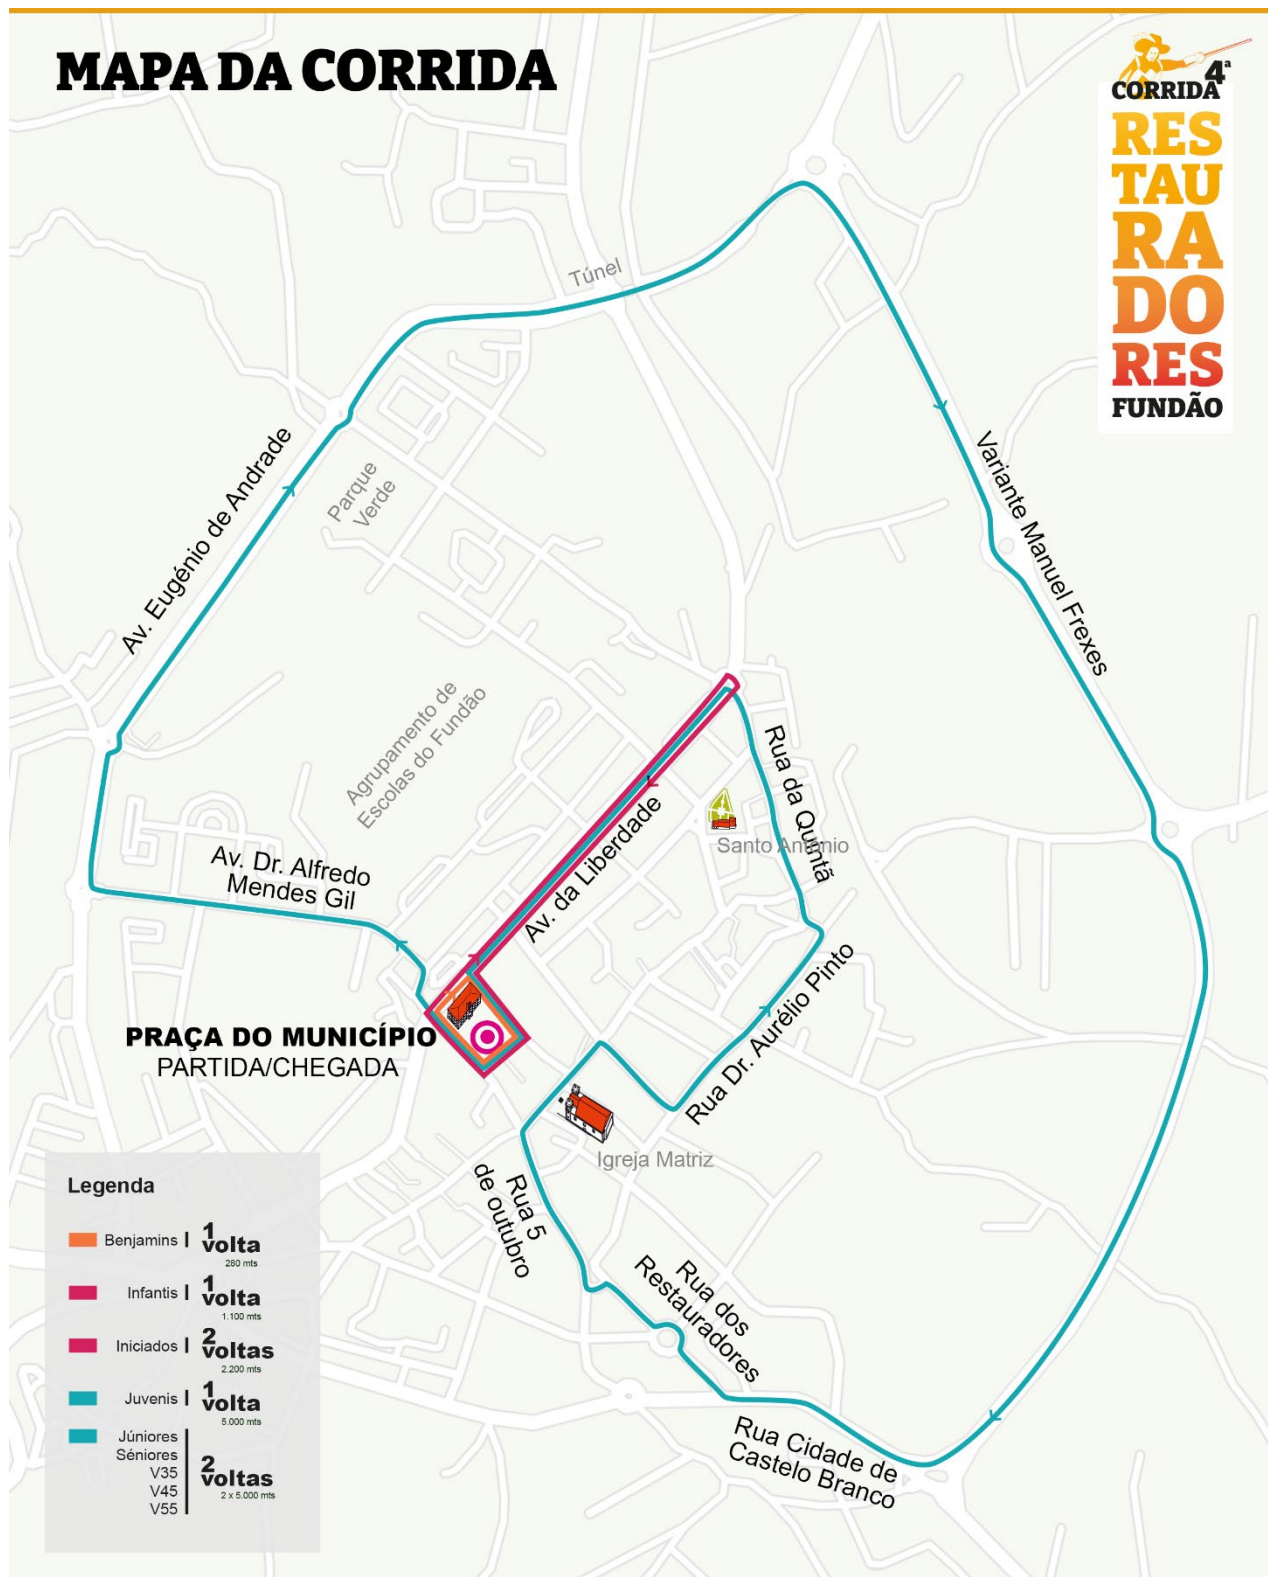 MAPA DA CORRIDA
4ª
CORRIDA
RES
TAU
RA
DO
RES
FUNDÃO
Túnel
Av. Eugénio de Andrade
Parque
Verde
Variante Manuel Frexes
Agrupamento de
Escolas do Fundão
Rua da Quintã
Santo António
Av. da Liberdade
Av. Dr. Alfredo
Mendes Gil
PRAÇA DO MUNICÍPIO
PARTIDA/CHEGADA
Rua Dr. Aurélio Pinto
Igreja Matriz
Rua 5
de outubro
Rua dos
Restauradores
Rua Cidade de
Castelo Branco
Legenda
Benjamins
1
volta
280 mts
Infantis
1
volta
1.100 mts
Iniciados
2
voltas
2.200 mts
Juvenis
1
volta
5.000 mts
Júniores
Séniores
V35
V45
V55
2
voltas
2 x 5.000 mts